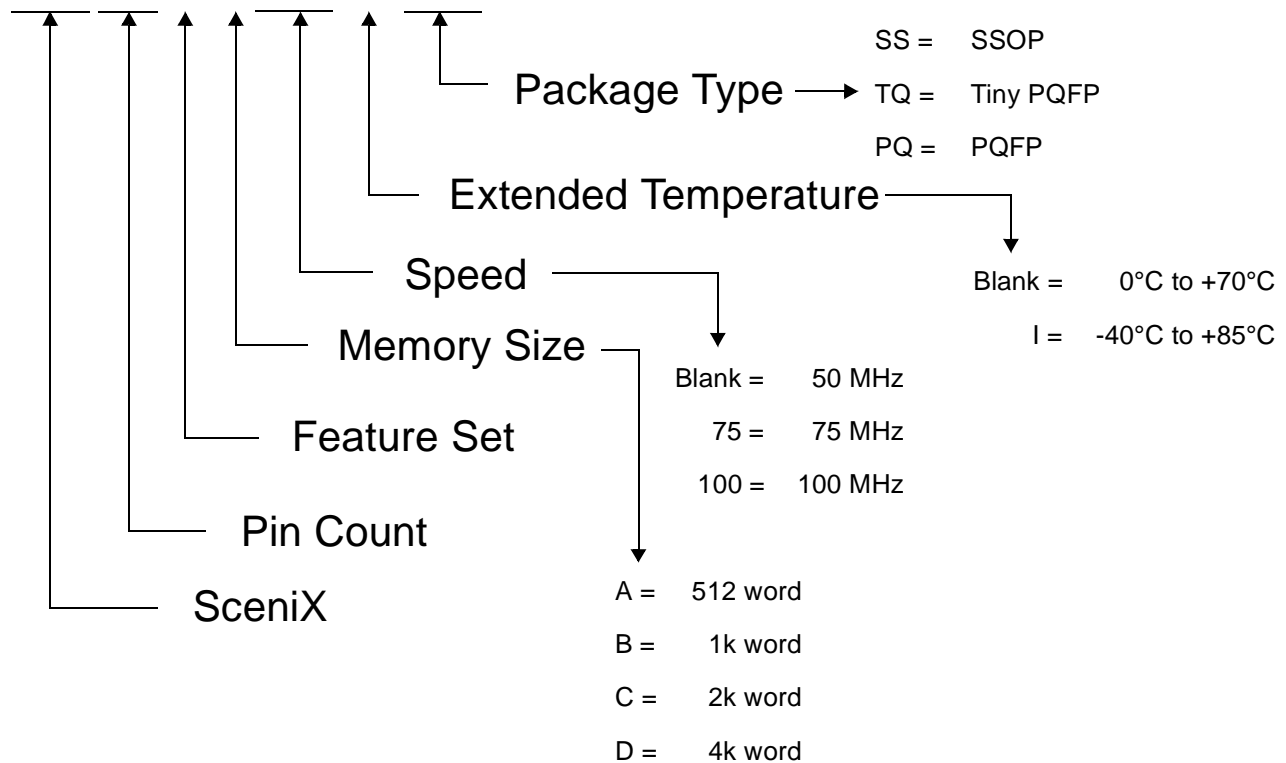 SS = SSOP
Package Type
TQ = Tiny PQFP
PQ = PQFP
Extended Temperature
Speed
Blank = 0°C to +70°C
I = -40°C to +85°C
Memory Size
Blank = 50 MHz
75 = 75 MHz
100 = 100 MHz
Feature Set
Pin Count
SceniX
A = 512 word
B = 1k word
C = 2k word
D = 4k word